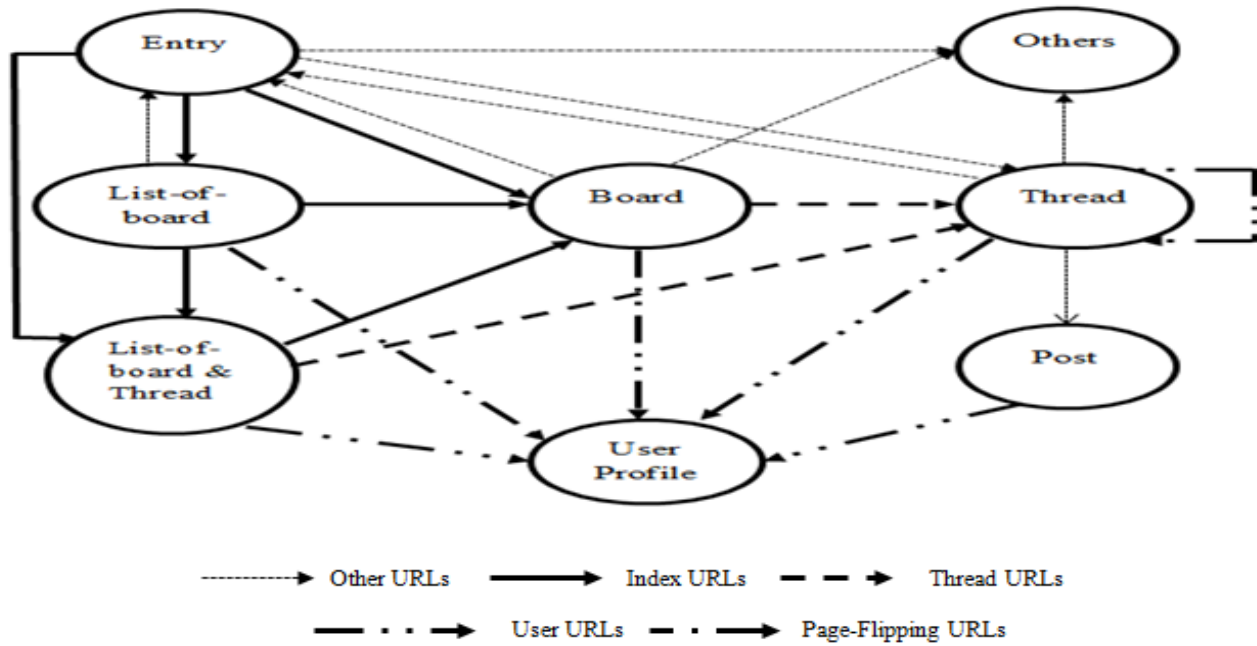 Entry
Others
List-of-
board
Board
Thread
List-of-
board &
Thread
Post
User
Profile
Other URLs
Index URLs
Thread URLs
User URLs
Page-Flipping URLs